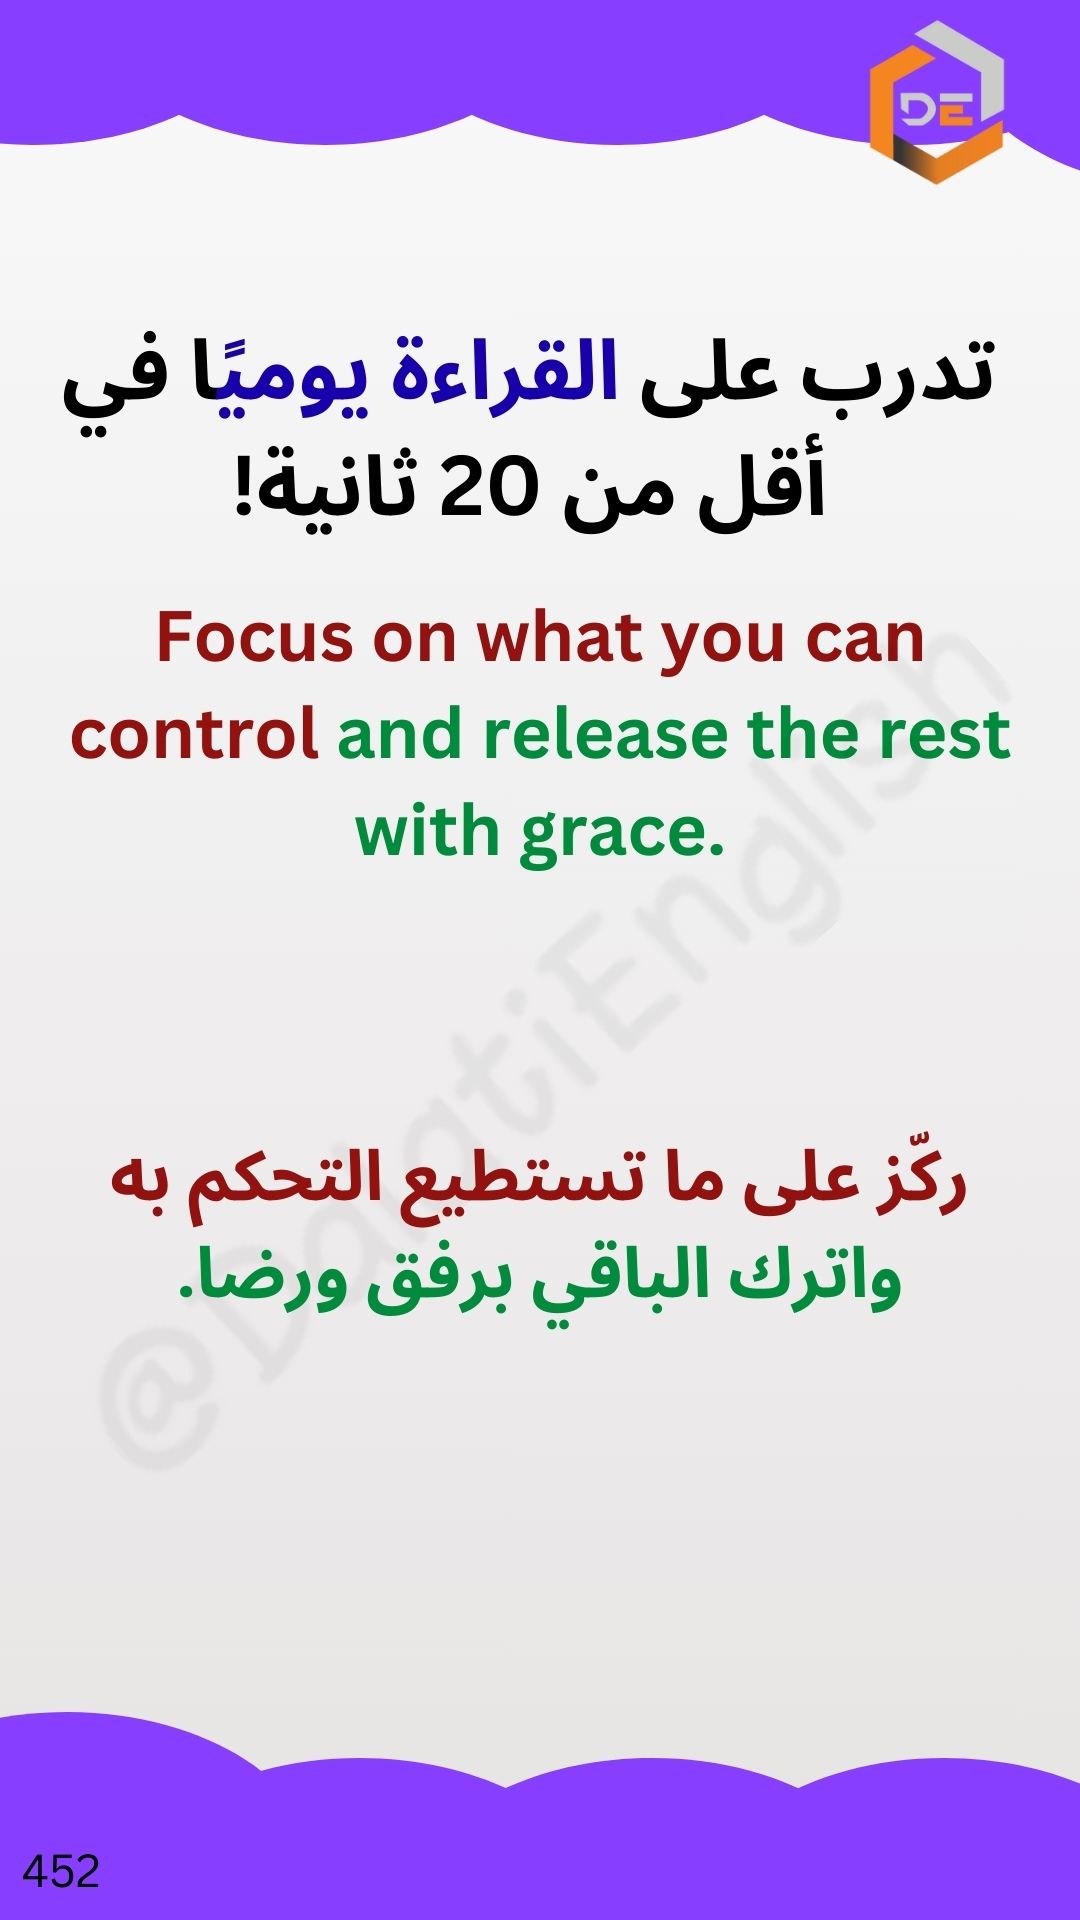 DE
تدرب على القراءة يوميًا في
أقل من 20 ثانية!
Focus on what you can
control and release the rest
with grace.
ركّز على ما تستطيع التحكم به
واترك الباقي برفق ورضا.
@DalatiEnglish
452